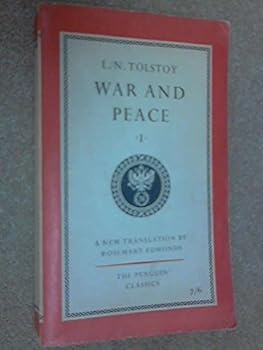 L. N. TOLSTOY
WAR AND
PEACE
·I·
A NEW TRANSLATION BY
ROSEMARY EDMONDS
THE PENGUIN
CLASSICS
7/6